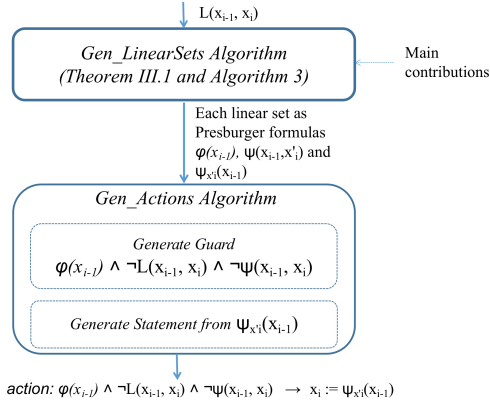 L(xᵢ₋₁, xᵢ)
Gen_LinearSets Algorithm
(Theorem III.1 and Algorithm 3)
Main
contributions
Each linear set as
Presburger formulas
φ(xᵢ₋₁), ψ(xᵢ₋₁,x'ᵢ) and
ψₓ'ᵢ(xᵢ₋₁)
Gen_Actions Algorithm
Generate Guard
φ(xᵢ₋₁) ∧ ¬L(xᵢ₋₁, xᵢ) ∧ ¬ψ(xᵢ₋₁, xᵢ)
Generate Statement from ψₓ'ᵢ(xᵢ₋₁)
action: φ(xᵢ₋₁) ∧ ¬L(xᵢ₋₁, xᵢ) ∧ ¬ψ(xᵢ₋₁, xᵢ) → xᵢ := ψₓ'ᵢ(xᵢ₋₁)